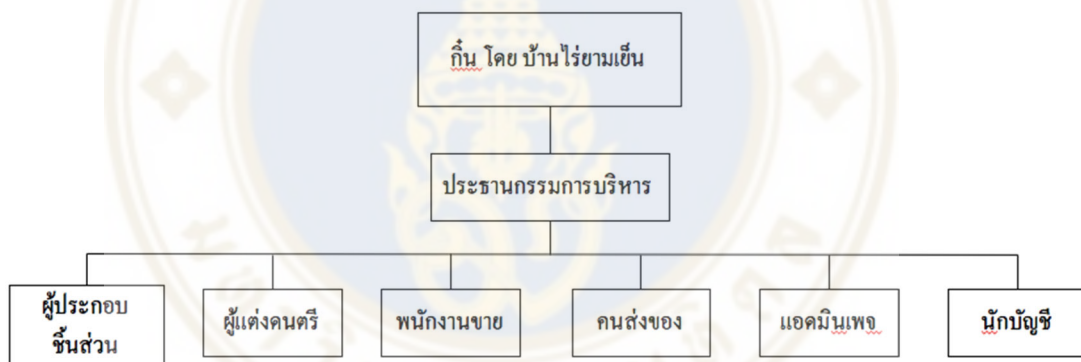 กิ๋น โดย บ้านไร่ยามเย็น
ประธานกรรมการบริหาร
ผู้ประกอบ
ชิ้นส่วน
ผู้แต่งดนตรี
พนักงานขาย
คนส่งของ
แอดมินเพจ
นักบัญชี